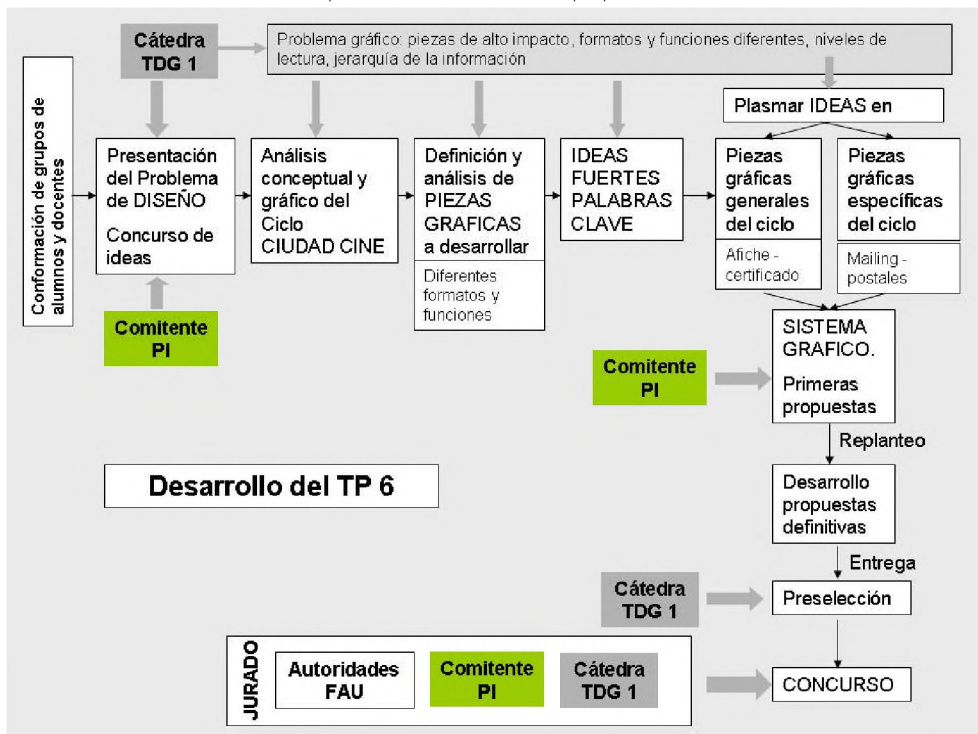 Cátedra
TDG 1
Problema gráfico: piezas de alto impacto, formatos y funciones diferentes, niveles de
lectura, jerarquía de la información
Conformación de grupos de
alumnos y docentes
Plasmar IDEAS en
Presentación
del Problema
de DISEÑO
Concurso de
ideas
Análisis
conceptual y
gráfico del
Ciclo
CIUDAD CINE
Definición y
análisis de
PIEZAS
GRAFICAS
a desarrollar
Diferentes
formatos y
funciones
IDEAS
FUERTES
PALABRAS
CLAVE
Piezas
gráficas
generales
del ciclo
Afiche -
certificado
Piezas
gráficas
específicas
del ciclo
Mailing -
postales
Comitente
PI
Comitente
PI
SISTEMA
GRAFICO.
Primeras
propuestas
Replanteo
Desarrollo del TP 6
Desarrollo
propuestas
definitivas
Entrega
Cátedra
TDG 1
Preselección
JURADO
Autoridades
FAU
Comitente
PI
Cátedra
TDG 1
CONCURSO